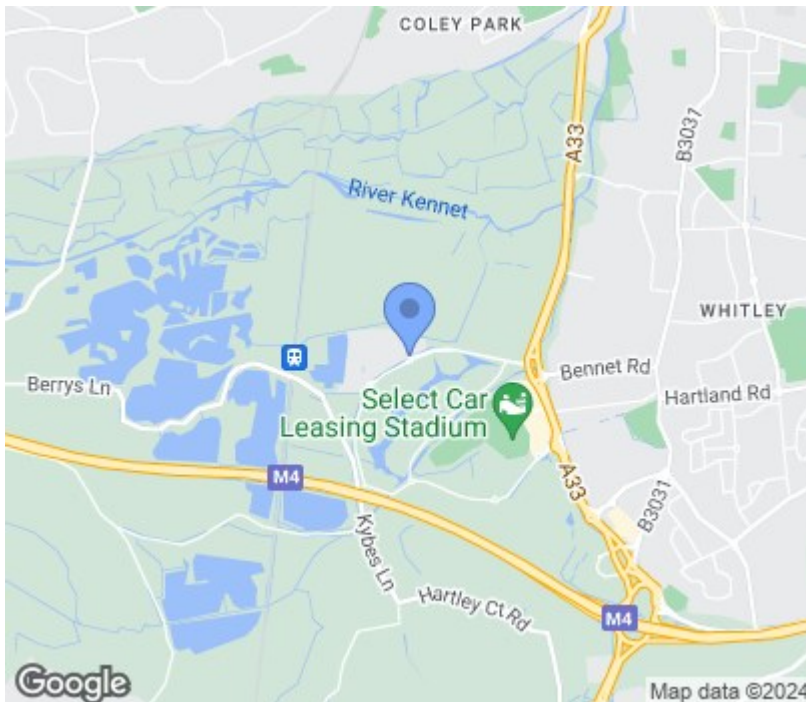 COLEY PARK
A33
B3031
River Kennet
WHITLEY
Berrys Ln
Bennet Rd
Hartland Rd
Select Car
Leasing Stadium
M4
A33
B3031
Kybes Ln
Hartley Ct Rd
M4
Google
Map data ©2024